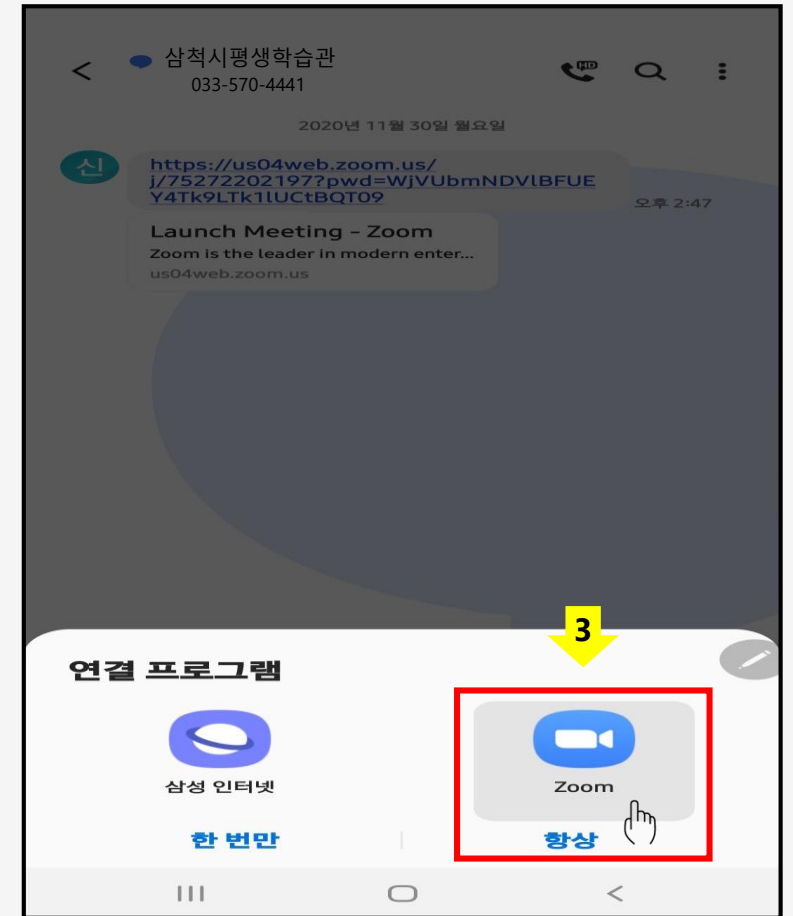 삼척시평생학습관
033-570-4441
2020년 11월 30일 월요일
신
https://us04web.zoom.us/
j/75272202197?pwd=WjVUbmNDVlBFUE
Y4Tk9LTk1lUCtBQT09
오후 2:47
Launch Meeting - Zoom
Zoom is the leader in modern enter...
us04web.zoom.us
3
연결 프로그램
삼성 인터넷
Zoom
한 번만
항상